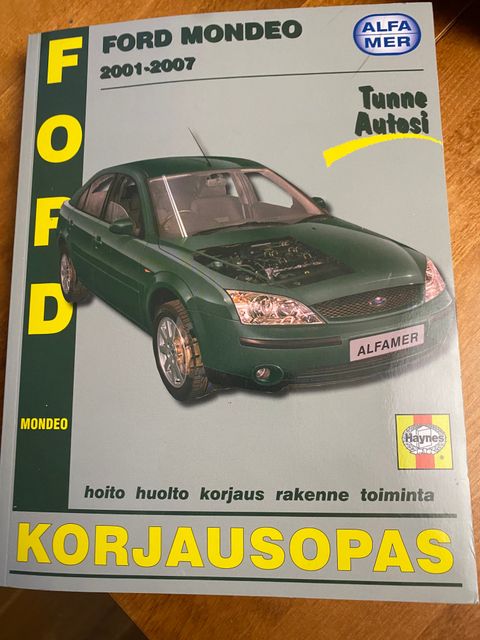 FORD MONDEO
2001-2007
ALFA
MER
Tunne
Autosi
FORD
ALFAMER
MONDEO
Haynes
hoito huolto korjaus rakenne toiminta
KORJAUSOPAS